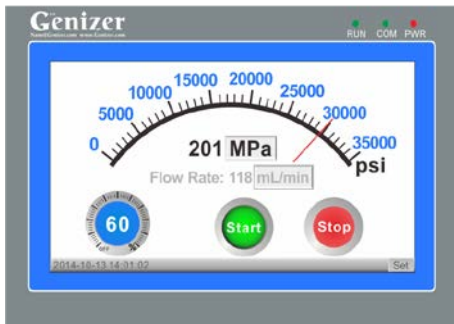 Genizer
RUN COM PWR
0 5000 10000 15000 20000 25000 30000 35000
psi
201 MPa
Flow Rate: 118 mL/min
60
OFF
Start
Stop
2014-10-13 14:01:02
Set